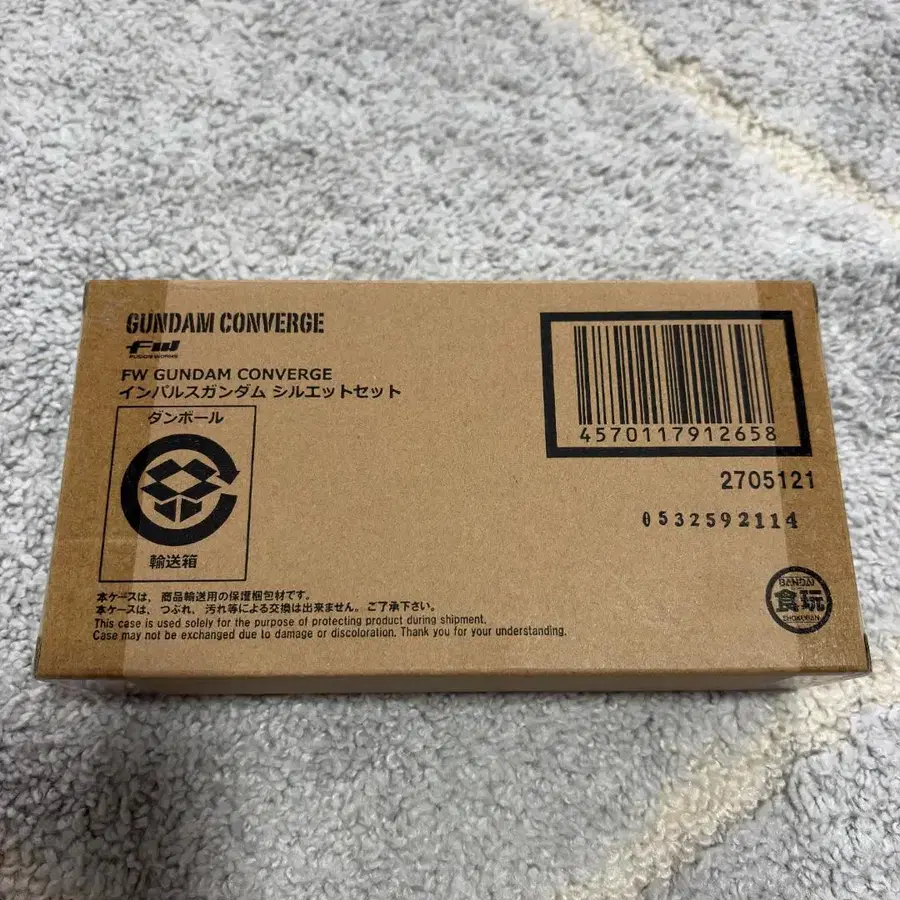 GUNDAM CONVERGE
FW
FUSION WORKS
FW GUNDAM CONVERGE
インパルスガンダム シルエットセット
ダンボール
輸送箱
4570117912658
2705121
0532592114
本ケースは、商品輸送用の保護梱包材です。
本ケースは、つぶれ、汚れ等による交換は出来ません。ご了承下さい。
This case is used solely for the purpose of protecting product during shipment.
Case may not be exchanged due to damage or discoloration. Thank you for your understanding.
BANDAI
食玩
SHOKUGAN